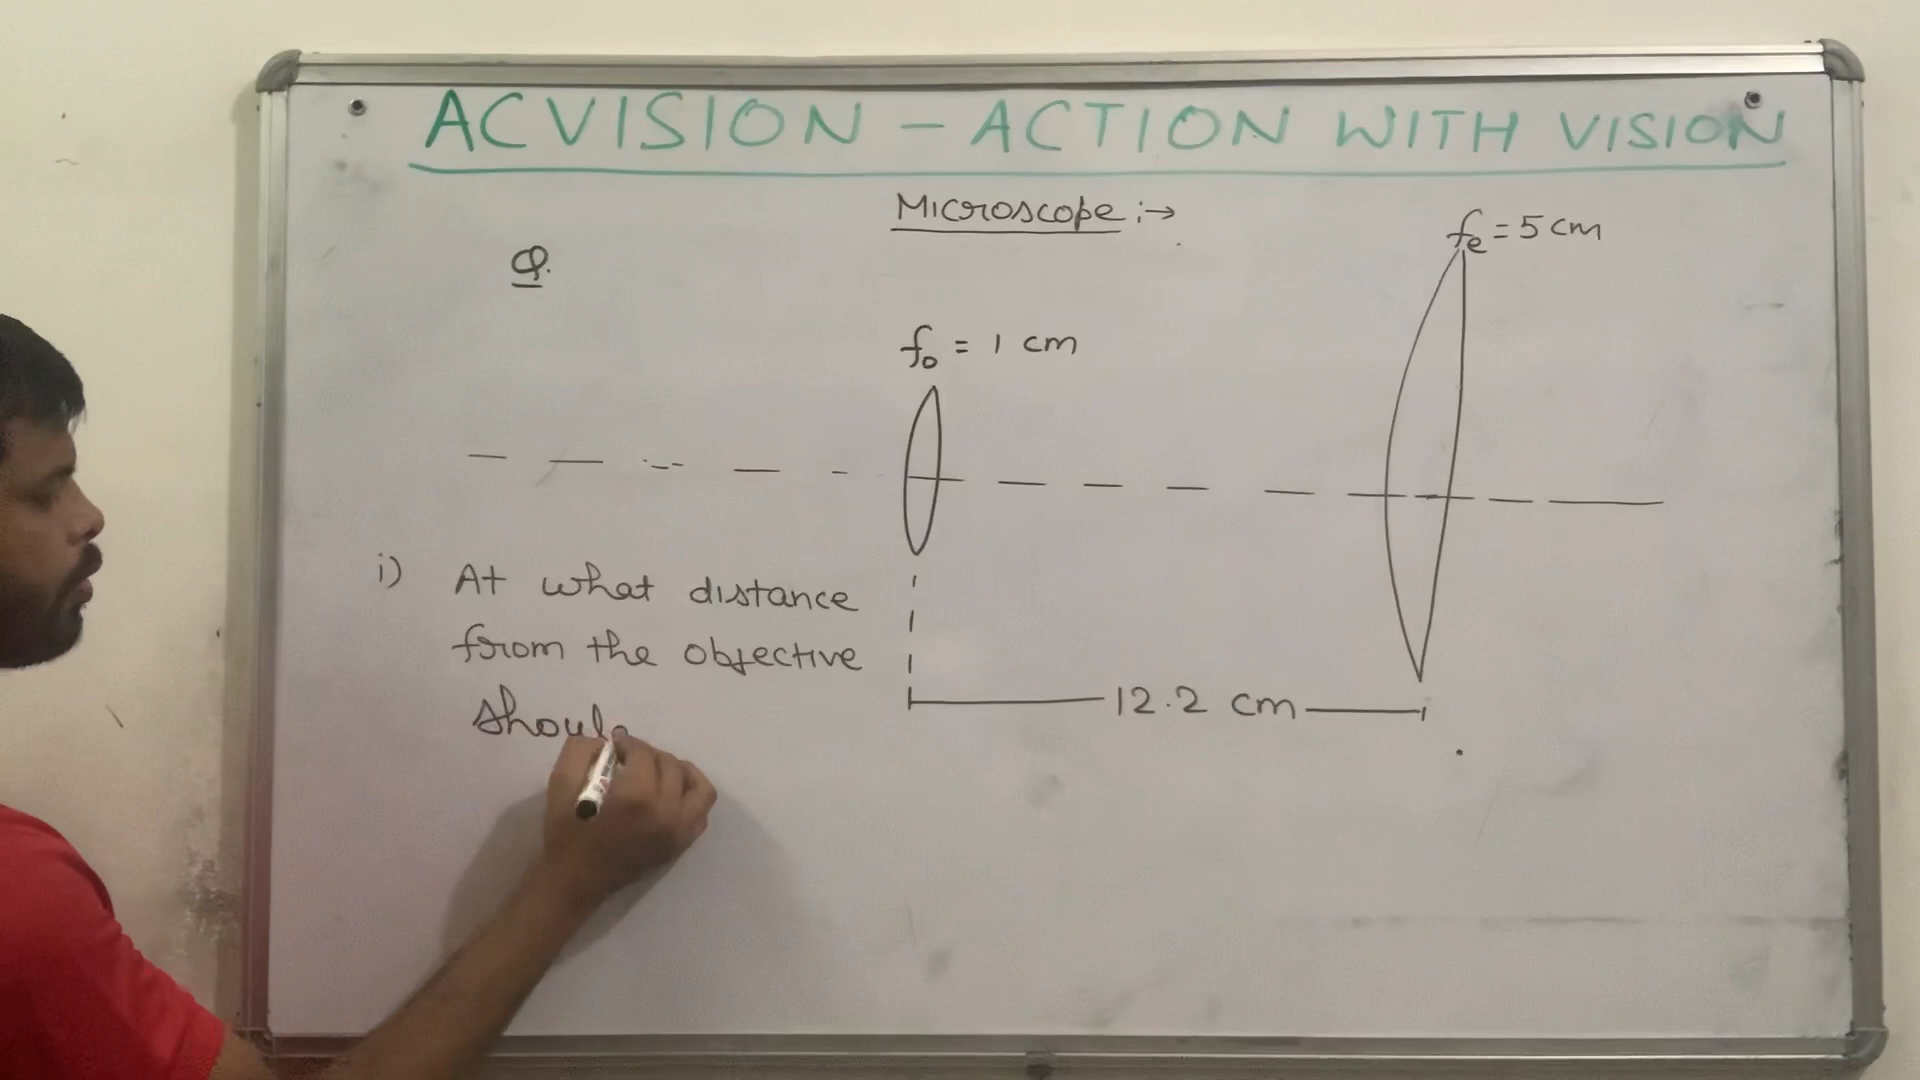 ACVISION - ACTION WITH VISION
Microscope :→
fe = 5 cm
Q.
fo = 1 cm
i) At what distance
from the objective
shoul
12.2 cm